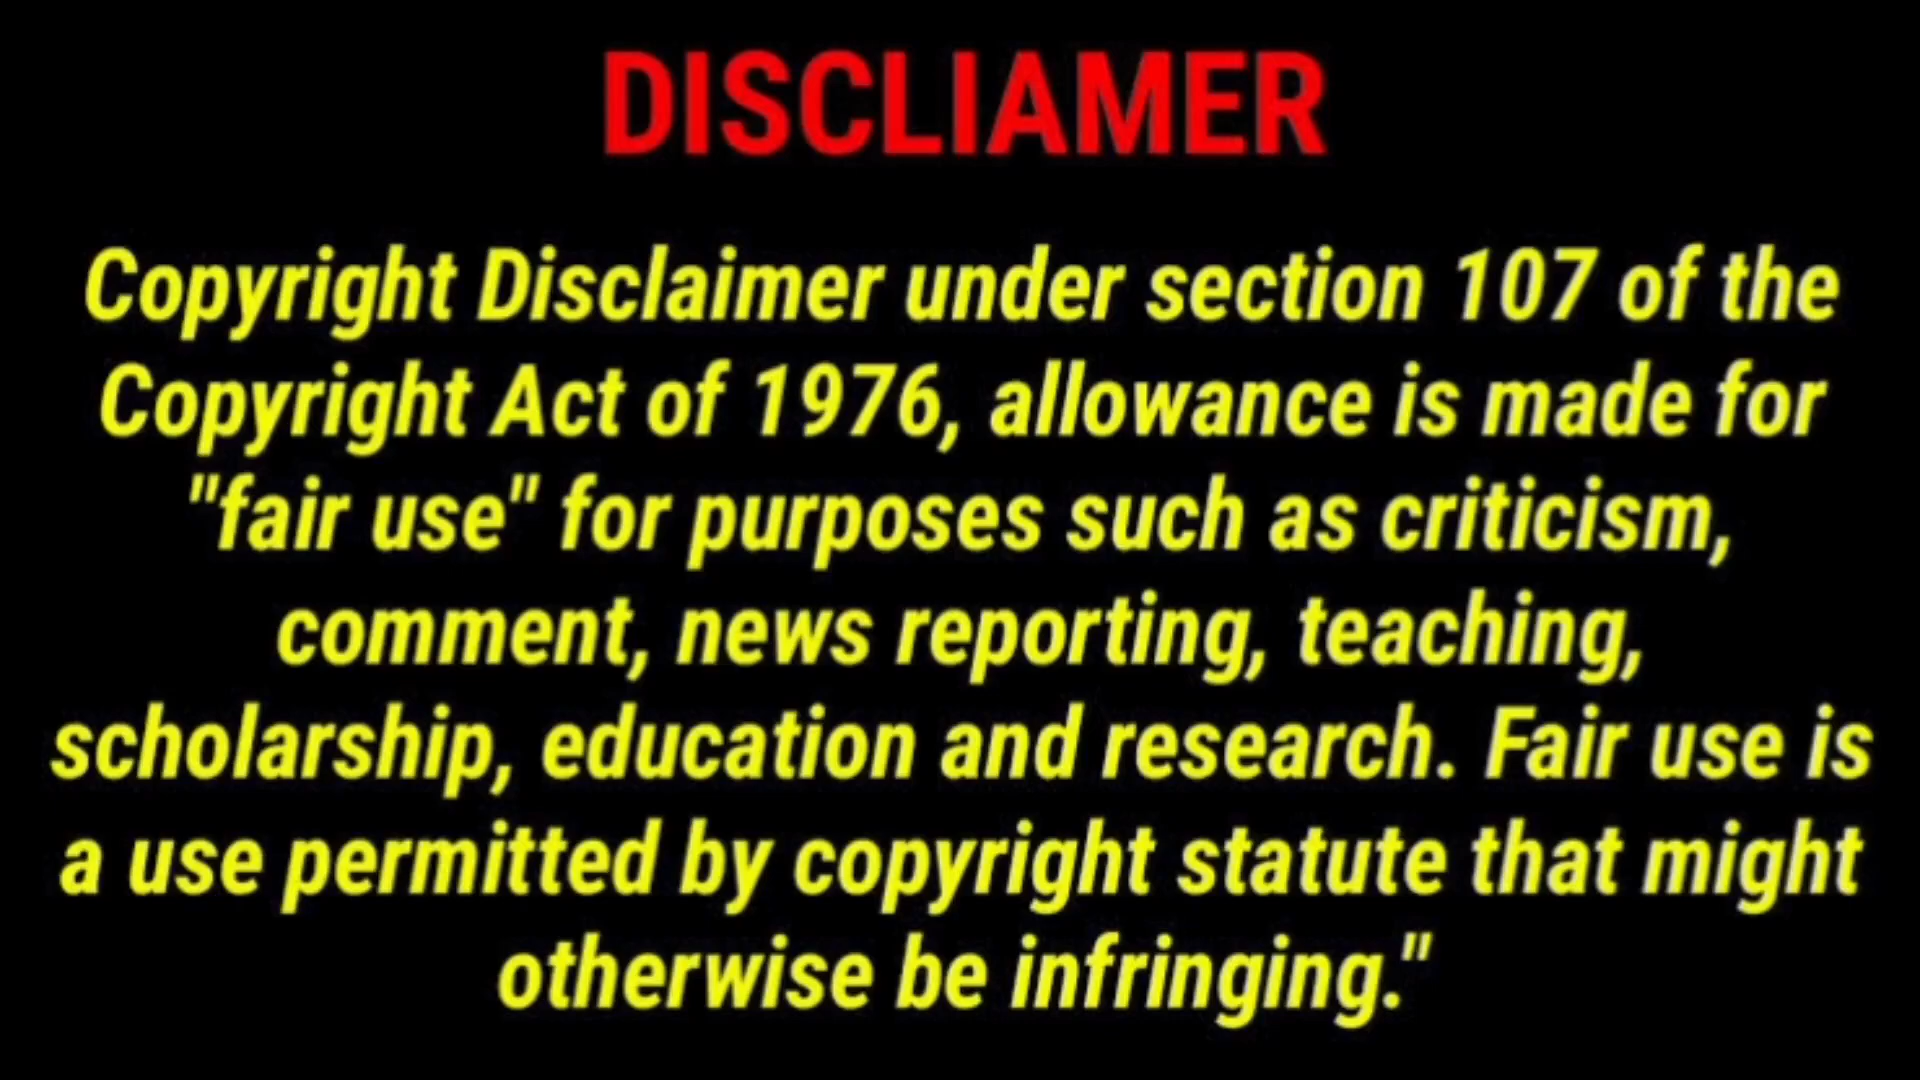 DISCLIAMER
Copyright Disclaimer under section 107 of the
Copyright Act of 1976, allowance is made for
"fair use" for purposes such as criticism,
comment, news reporting, teaching,
scholarship, education and research. Fair use is
a use permitted by copyright statute that might
otherwise be infringing."